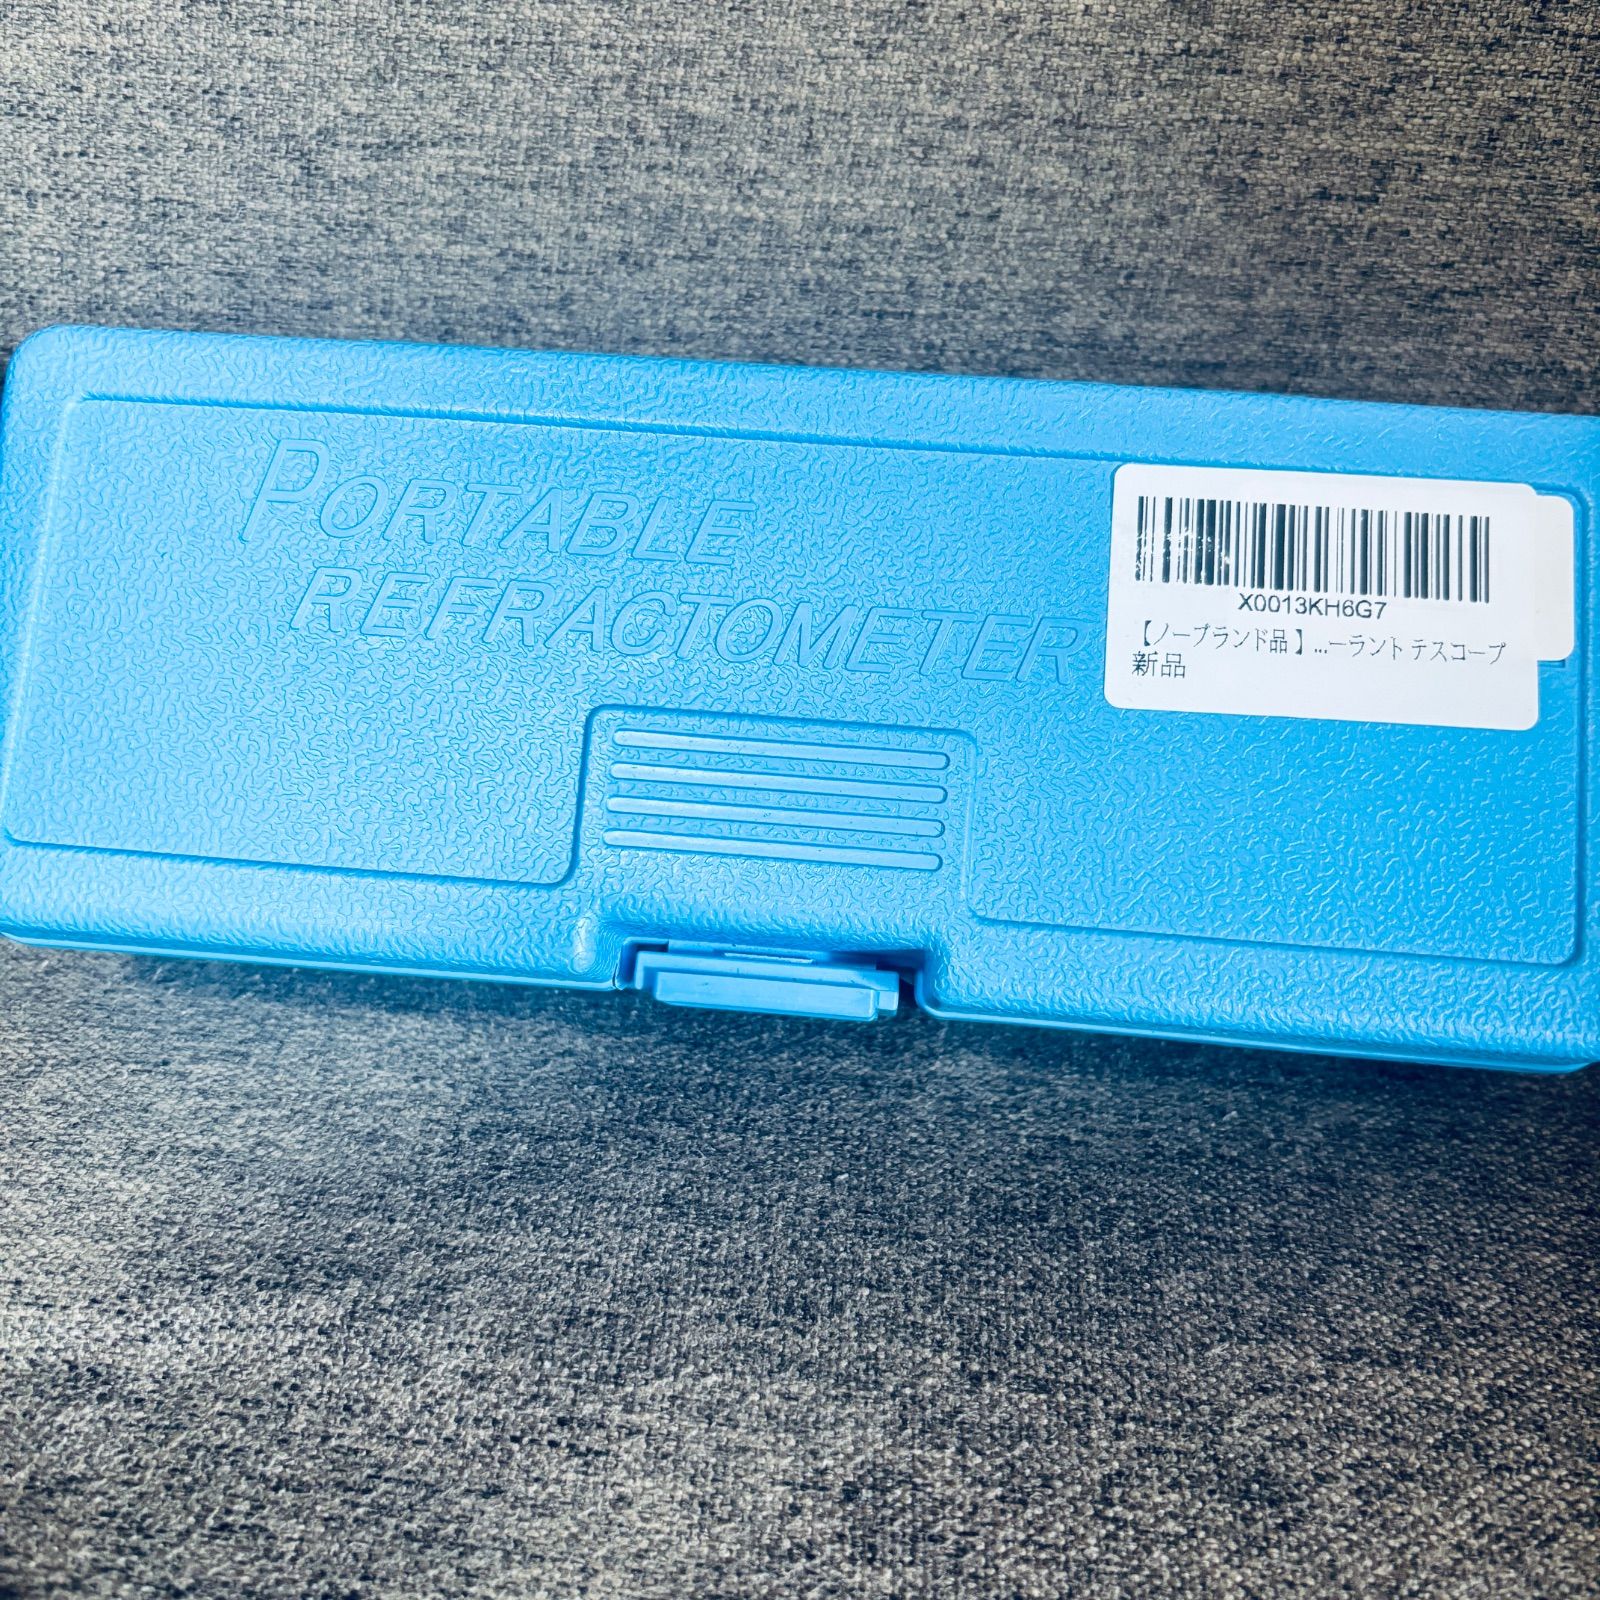 PORTABLE
REFRACTOMETER
X0013KH6G7
【ノーブランド品】...ーラント テスコープ
新品